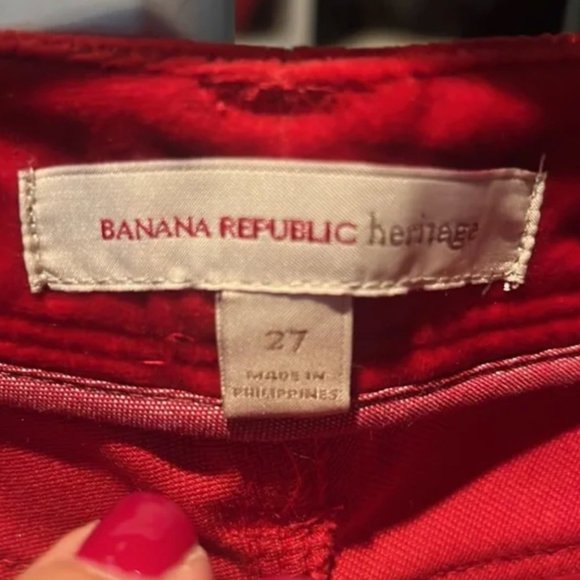 BANANA REPUBLIC heritage
27
MADE IN
PHILIPPINES